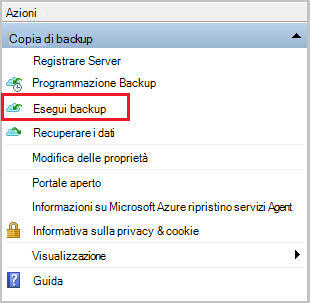 Azioni
Copia di backup
Registrare Server
Programmazione Backup
Esegui backup
Recuperare i dati
Modifica delle proprietà
Portale aperto
Informazioni su Microsoft Azure ripristino servizi Agent
Informativa sulla privacy & cookie
Visualizzazione
Guida